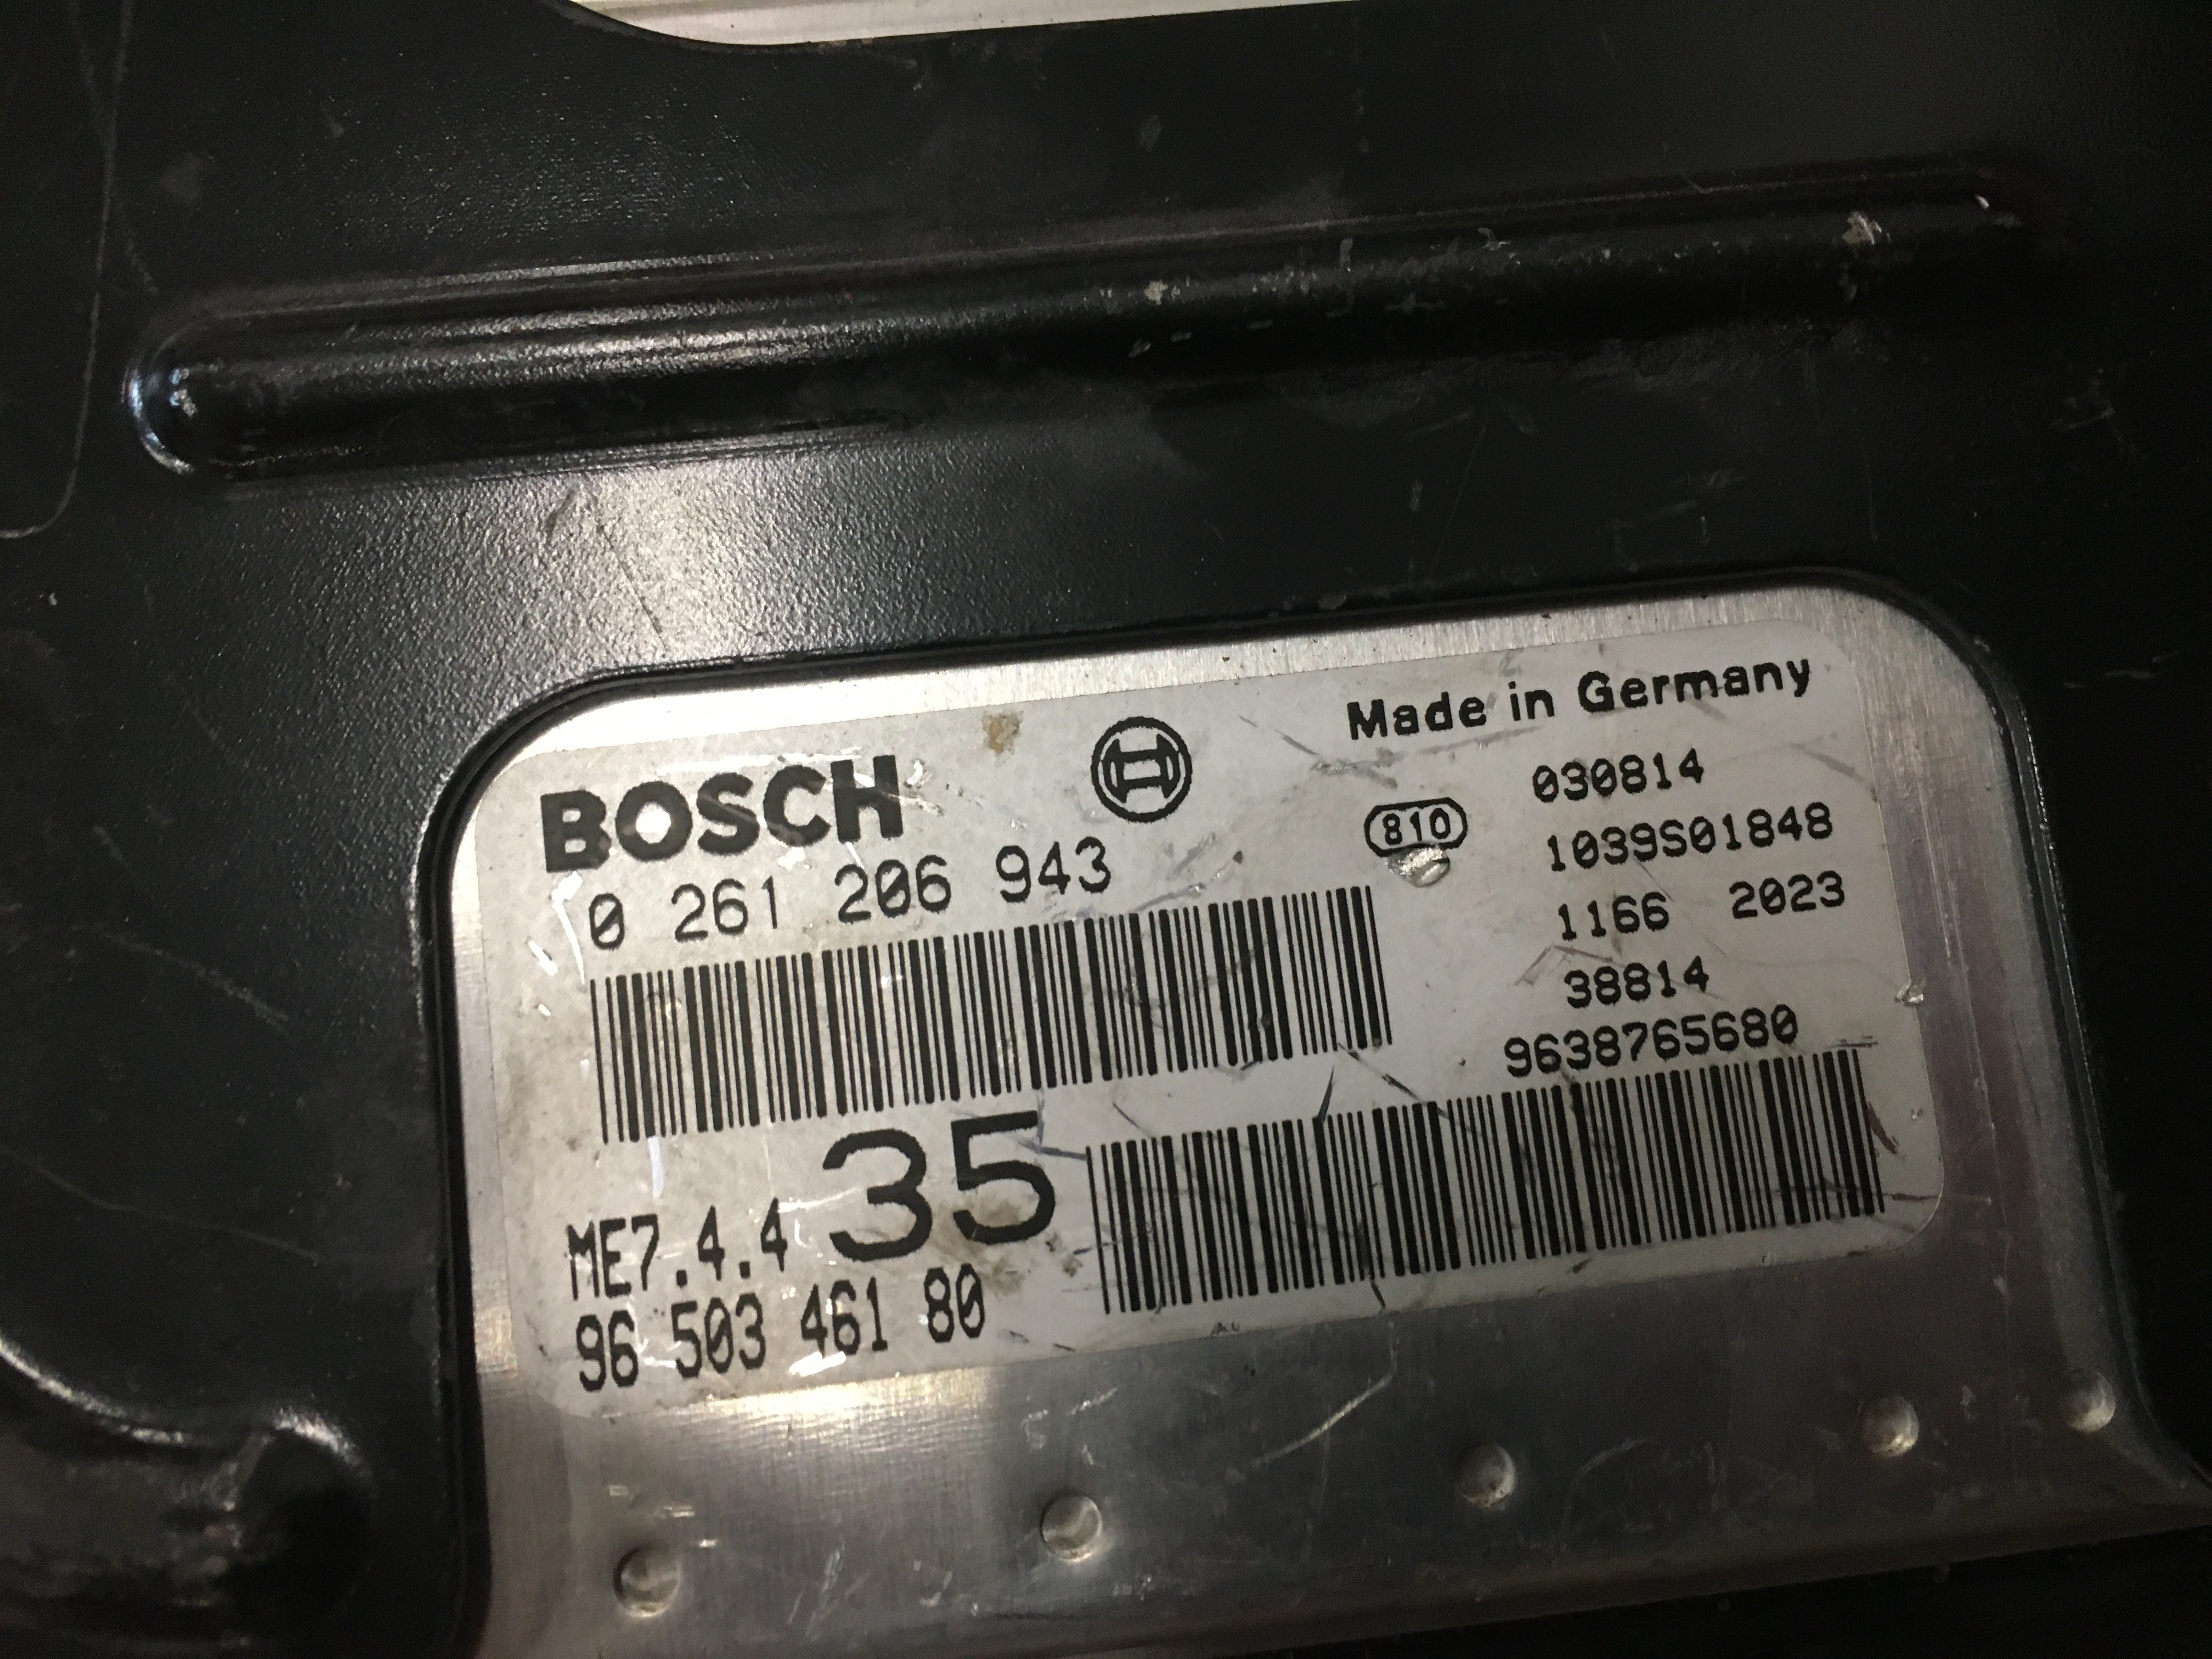 BOSCH
0 261 206 943
Made in Germany
810
030814
1039S01848
1166 2023
38814
9638765680
ME7.4.4 35
96 503 461 80